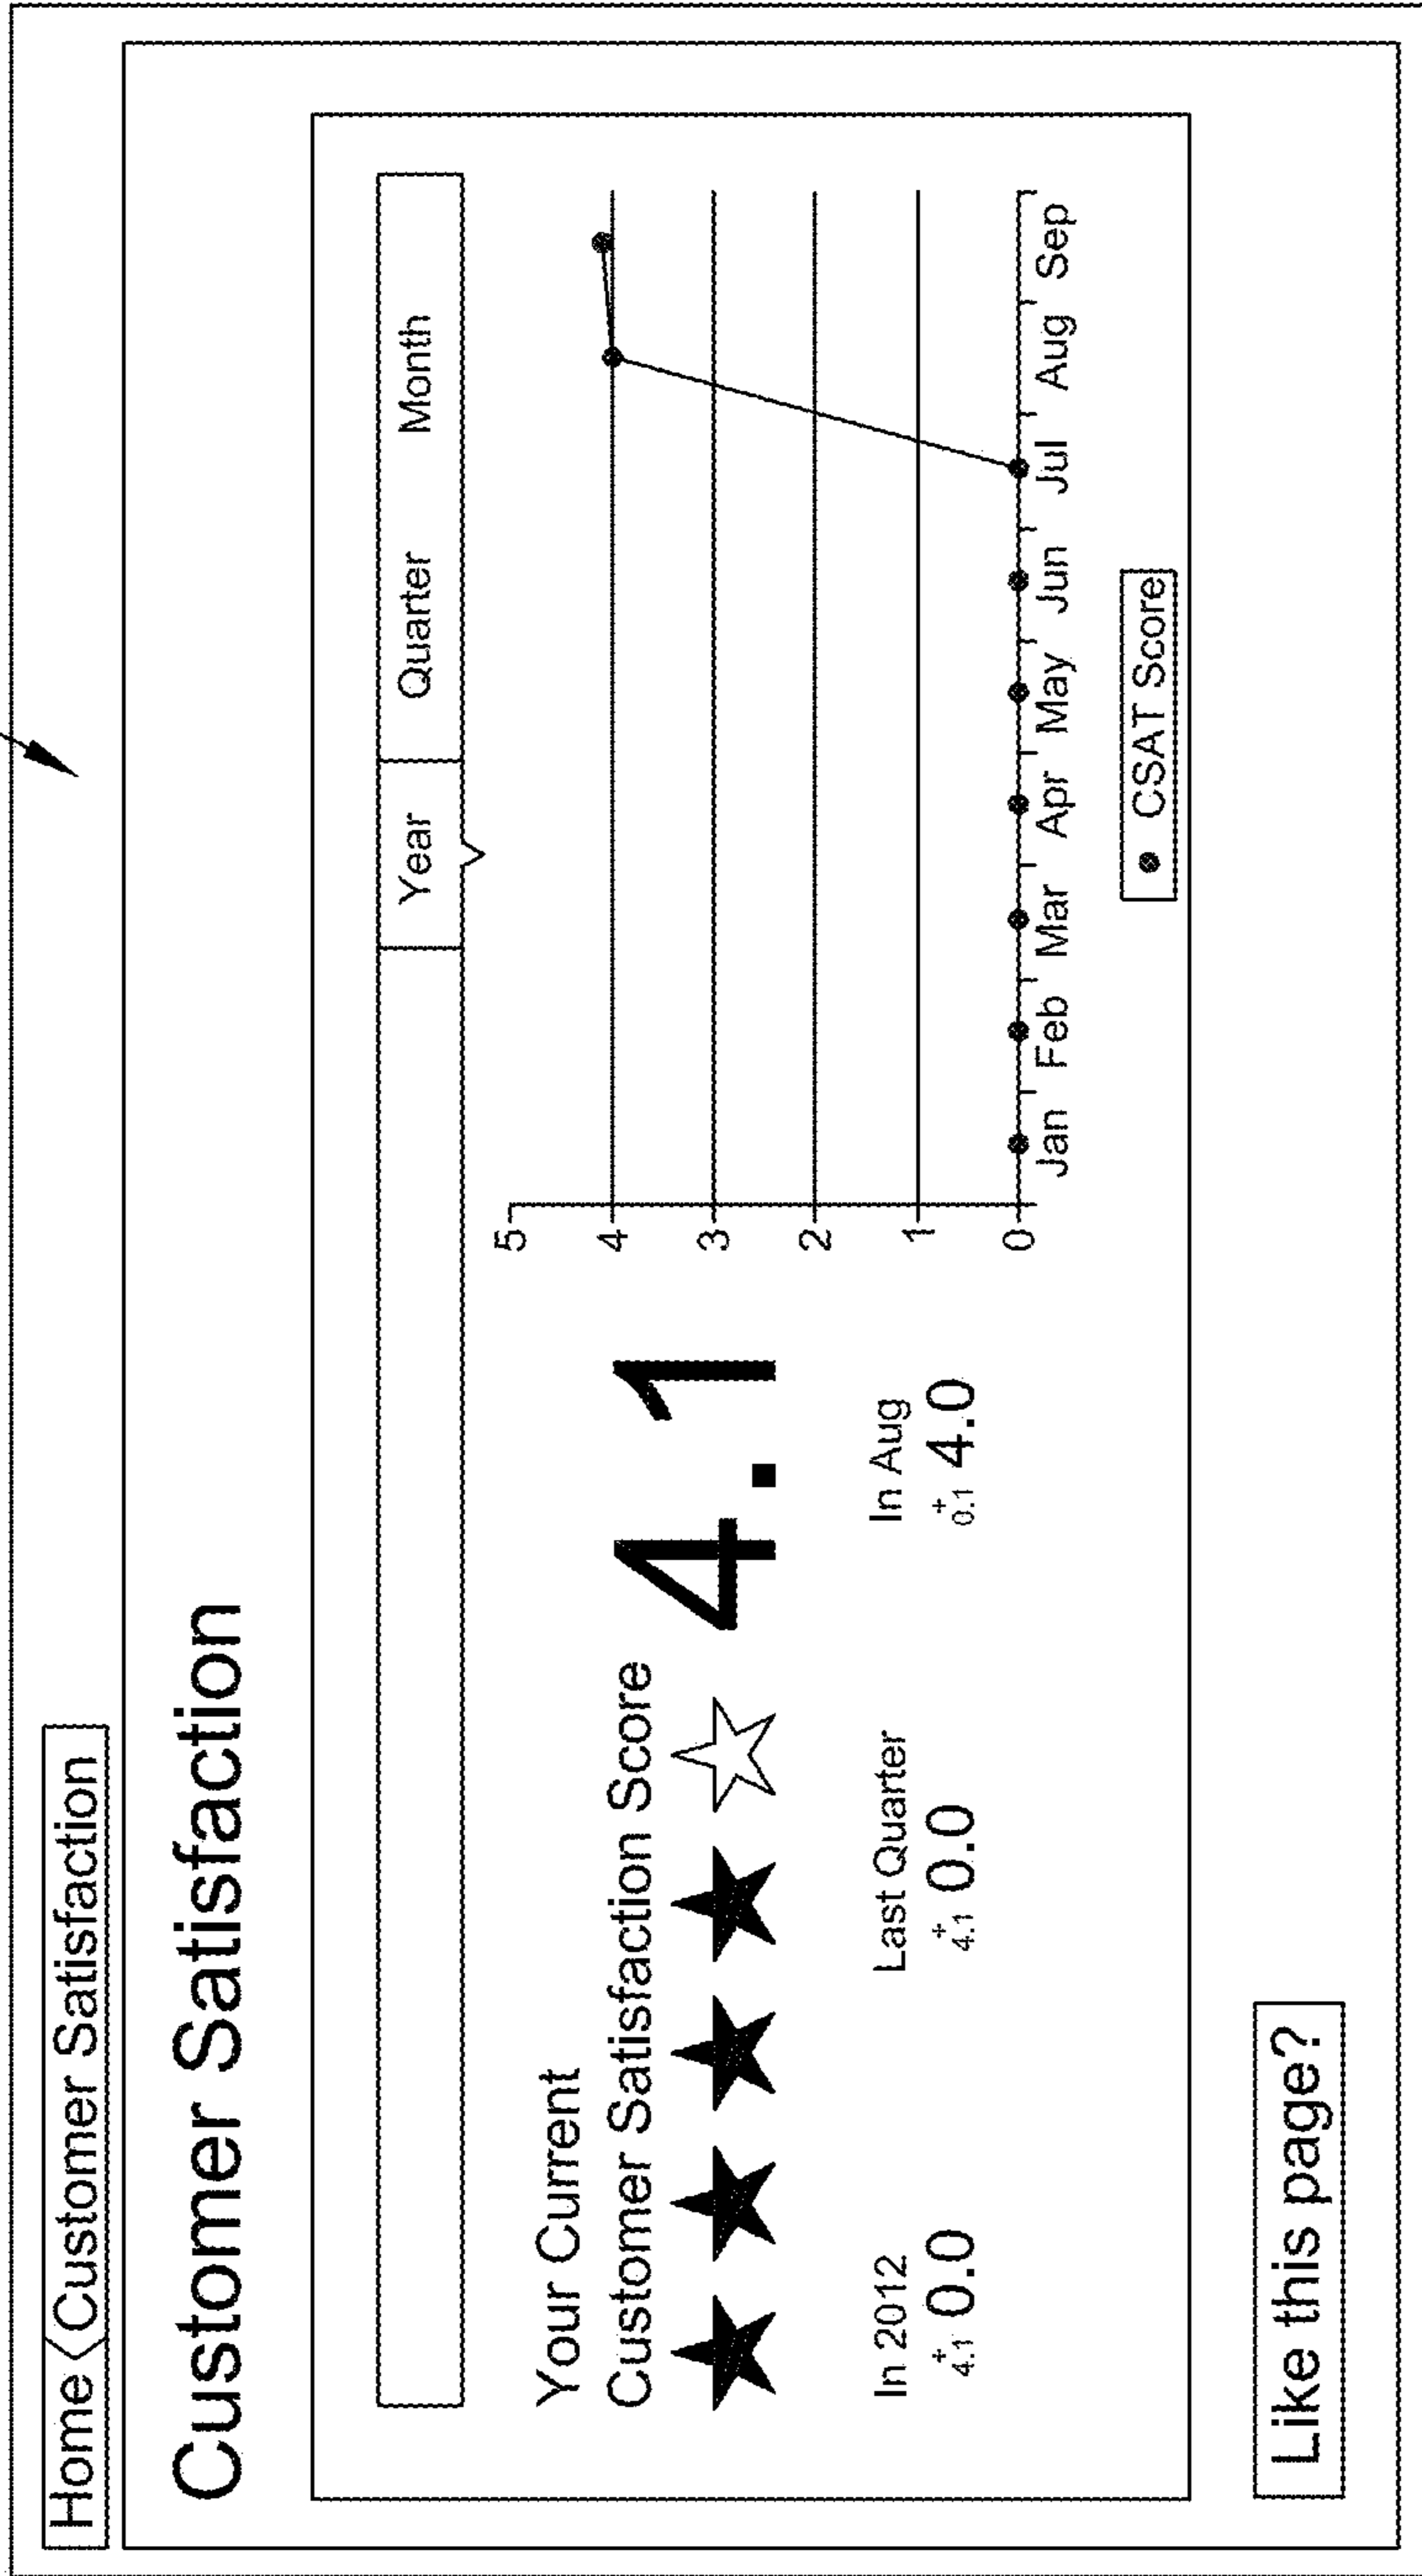 Home Customer Satisfaction
Customer Satisfaction
Year Quarter Month
Your Current
Customer Satisfaction Score
4.1
In 2012
+
4.1 0.0
Last Quarter
+
4.1 0.0
In Aug
+
0.1 4.0
5
4
3
2
1
0
Jan Feb Mar Apr May Jun Jul Aug Sep
CSAT Score
Like this page?